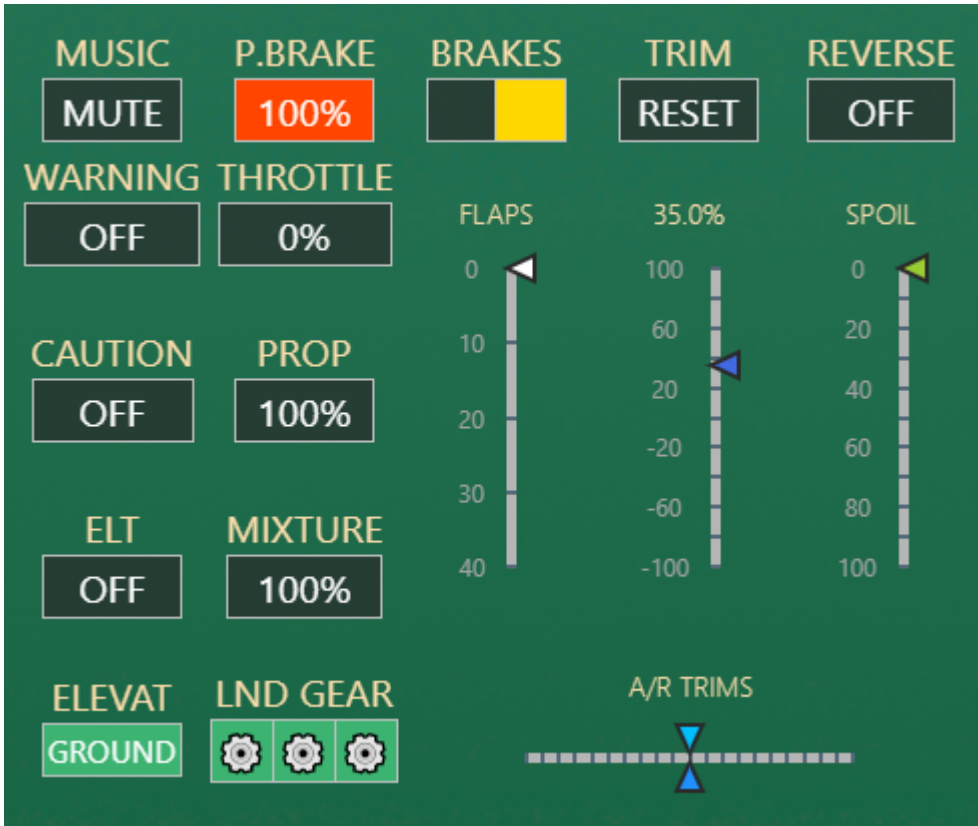 MUSIC P.BRAKE BRAKES TRIM REVERSE
MUTE 100% RESET OFF
WARNING THROTTLE
OFF 0%
FLAPS 35.0% SPOIL
0 100 0
10 60 20
20 20 40
30 -20 60
40 -60 80
-100 100
CAUTION PROP
OFF 100%
ELT MIXTURE
OFF 100%
ELEVAT LND GEAR
GROUND
A/R TRIMS